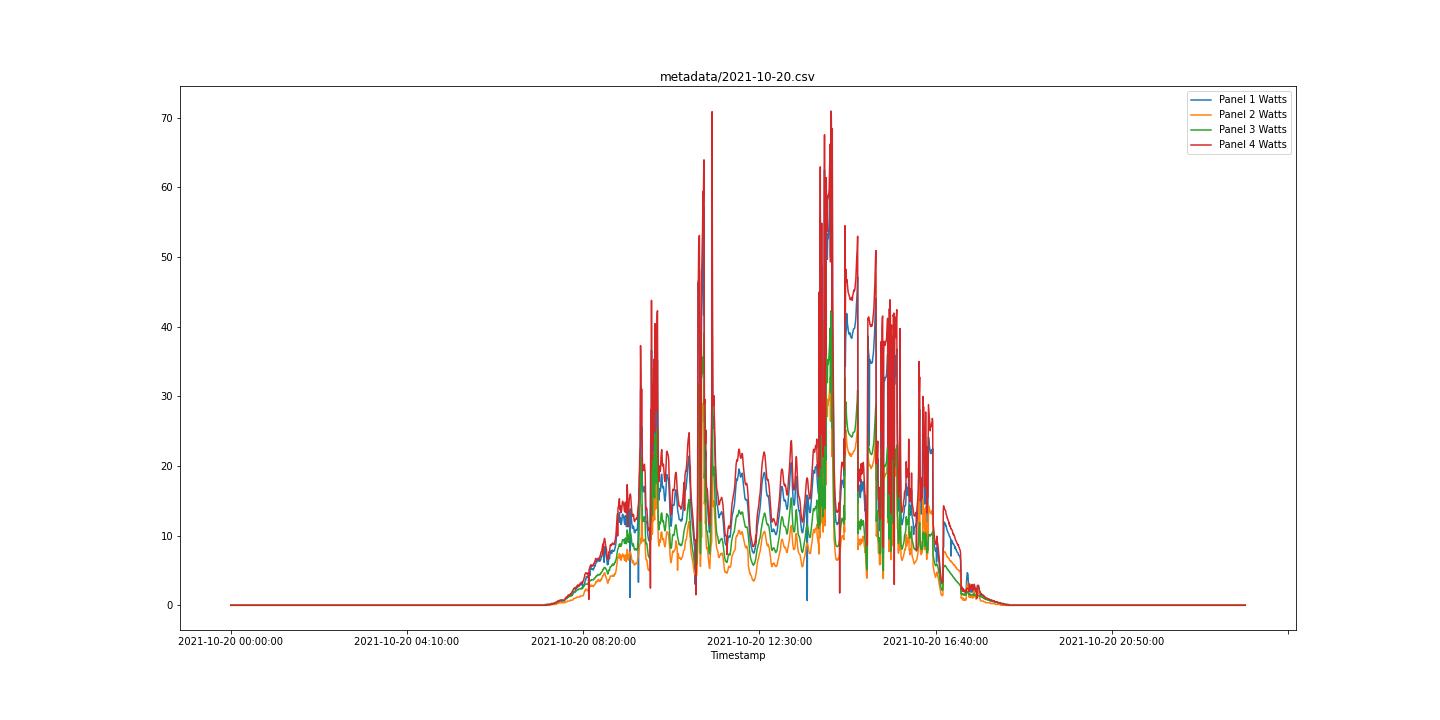 metadata/2021-10-20.csv
Panel 1 Watts
Panel 2 Watts
Panel 3 Watts
Panel 4 Watts
70
60
50
40
30
20
10
0
2021-10-20 00:00:00 2021-10-20 04:10:00 2021-10-20 08:20:00 2021-10-20 12:30:00 2021-10-20 16:40:00 2021-10-20 20:50:00
Timestamp